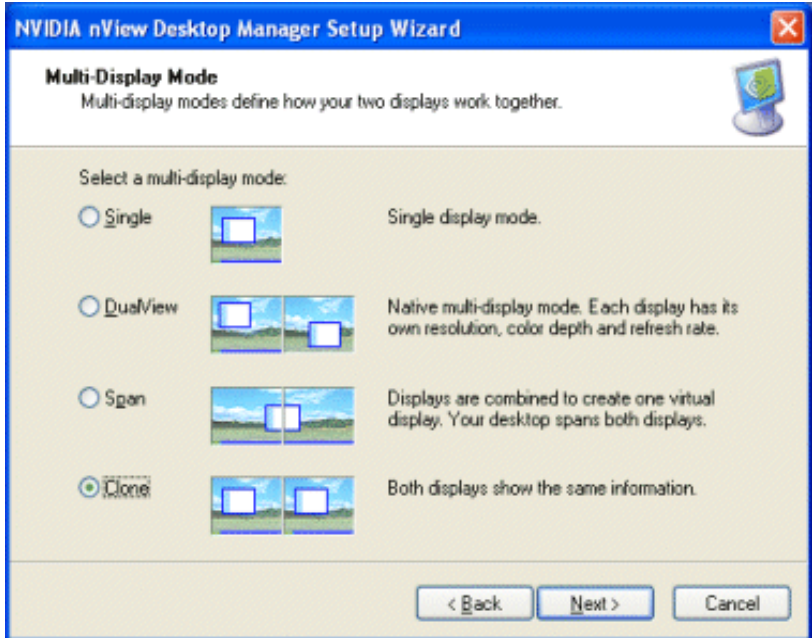 NVIDIA nView Desktop Manager Setup Wizard
Multi-Display Mode
Multi-display modes define how your two displays work together.
Select a multi-display mode:
Single
Single display mode.
DualView
Native multi-display mode. Each display has its
own resolution, color depth and refresh rate.
Span
Displays are combined to create one virtual
display. Your desktop spans both displays.
Clone
Both displays show the same information.
< Back
Next >
Cancel